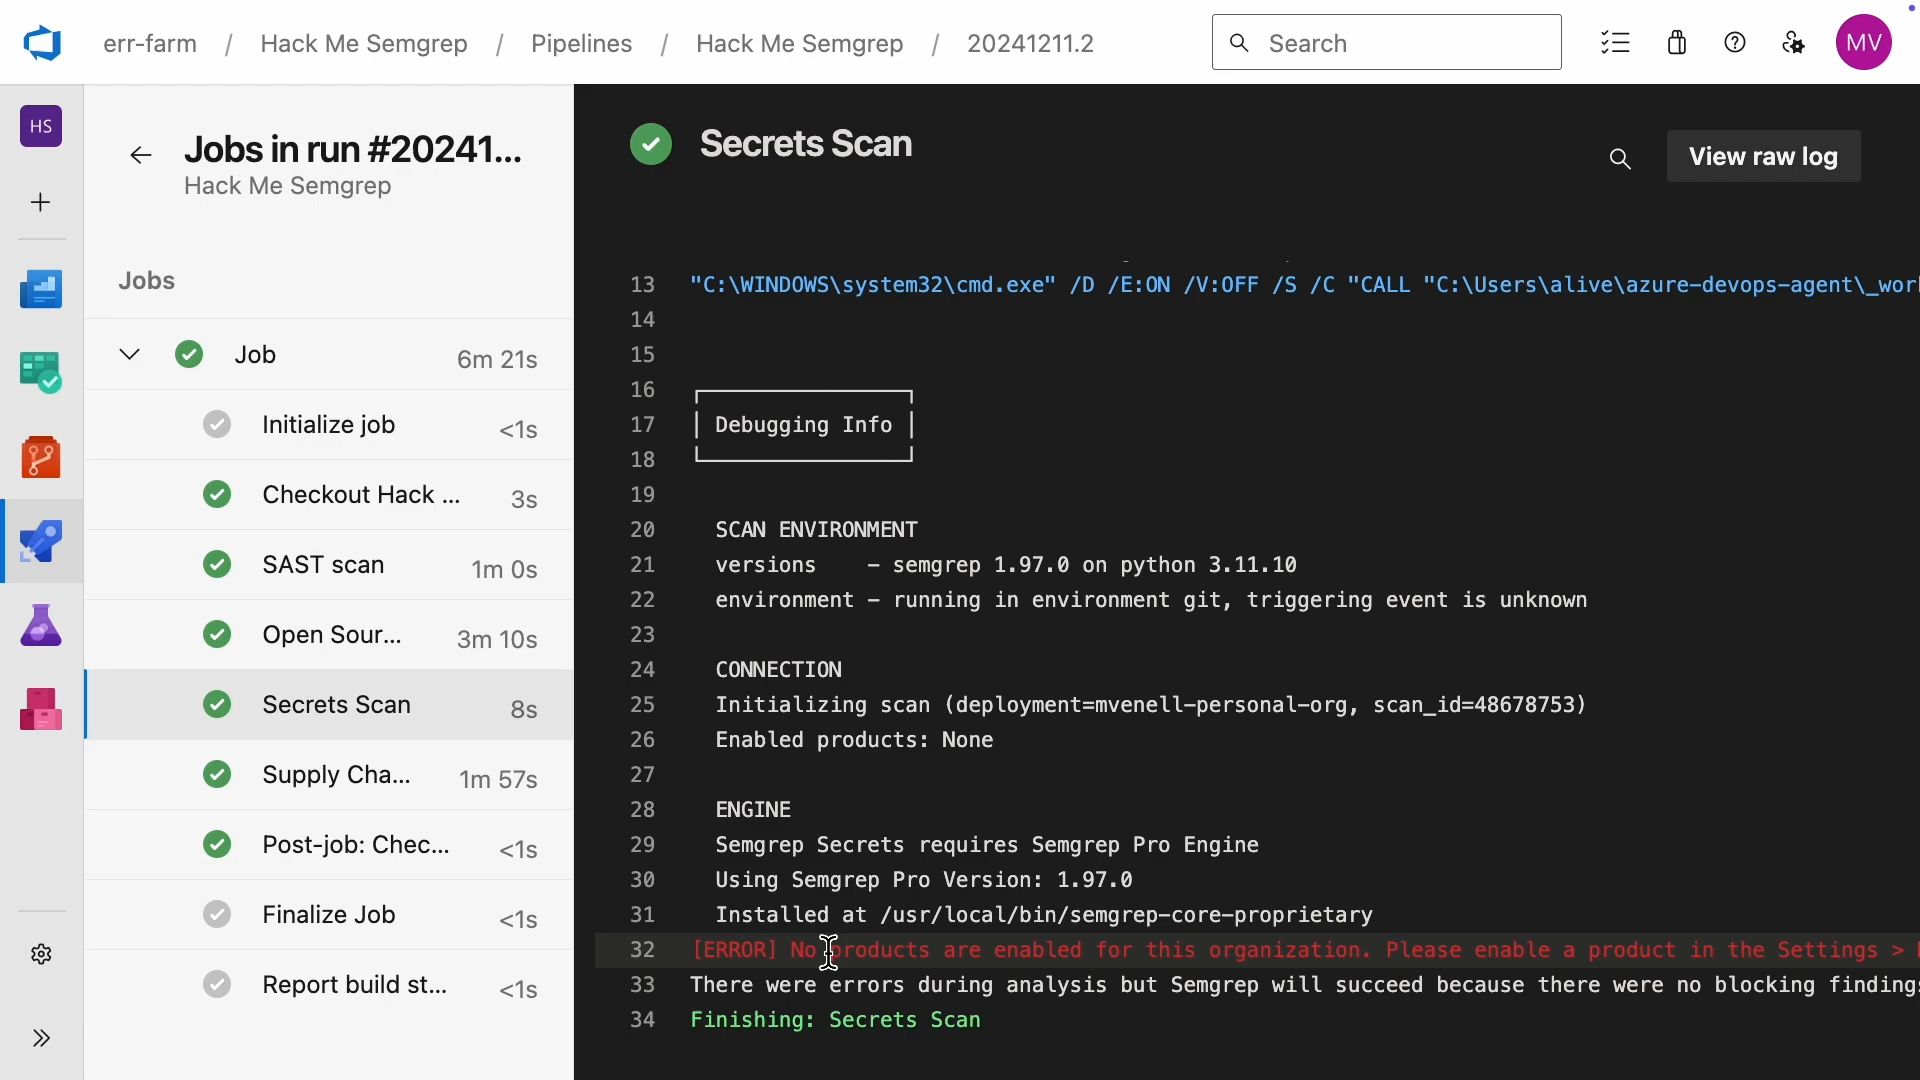 err-farm / Hack Me Semgrep / Pipelines / Hack Me Semgrep / 20241211.2
Search
MV
HS
Jobs in run #20241...
Hack Me Semgrep
Jobs
Job 6m 21s
Initialize job <1s
Checkout Hack ... 3s
SAST scan 1m 0s
Open Sour... 3m 10s
Secrets Scan 8s
Supply Cha... 1m 57s
Post-job: Chec... <1s
Finalize Job <1s
Report build st... <1s
Secrets Scan
View raw log
13 "C:\WINDOWS\system32\cmd.exe" /D /E:ON /V:OFF /S /C "CALL "C:\Users\alive\azure-devops-agent\_wor
14
15
16
17 Debugging Info
18
19
20 SCAN ENVIRONMENT
21 versions - semgrep 1.97.0 on python 3.11.10
22 environment - running in environment git, triggering event is unknown
23
24 CONNECTION
25 Initializing scan (deployment=mvenell-personal-org, scan_id=48678753)
26 Enabled products: None
27
28 ENGINE
29 Semgrep Secrets requires Semgrep Pro Engine
30 Using Semgrep Pro Version: 1.97.0
31 Installed at /usr/local/bin/semgrep-core-proprietary
32 [ERROR] No products are enabled for this organization. Please enable a product in the Settings >
33 There were errors during analysis but Semgrep will succeed because there were no blocking findings
34 Finishing: Secrets Scan